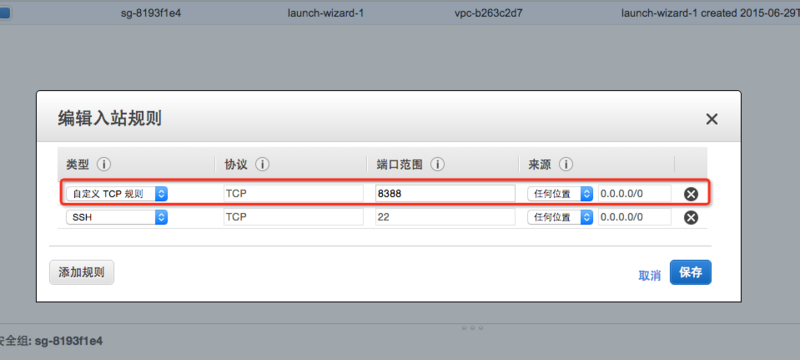 sg-8193f1e4 launch-wizard-1 vpc-b263c2d7 launch-wizard-1 created 2015-06-29T
编辑入站规则
类型 协议 端口范围 来源
自定义 TCP 规则 TCP 8388 任何位置 0.0.0.0/0
SSH TCP 22 任何位置 0.0.0.0/0
添加规则 取消 保存
安全组: sg-8193f1e4